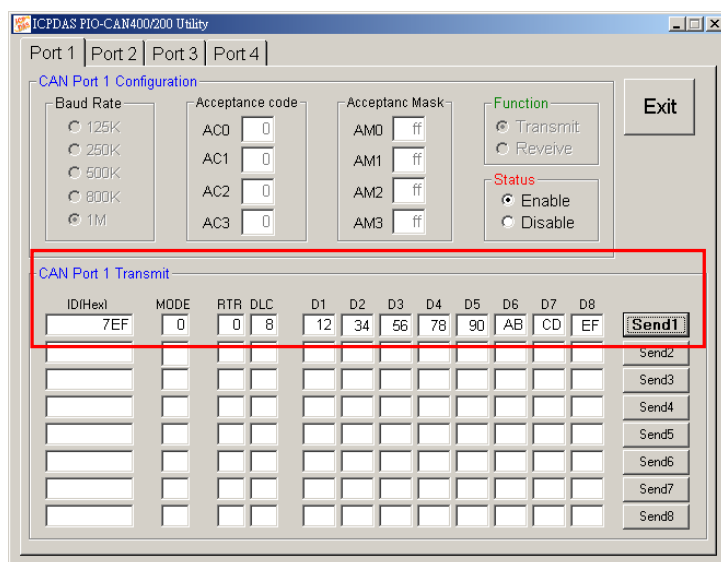 ICPDAS PIO-CAN400/200 Utility
Port 1 Port 2 Port 3 Port 4
CAN Port 1 Configuration
Baud Rate
125K
250K
500K
800K
1M
Acceptance code
AC0 0
AC1 0
AC2 0
AC3 0
Acceptanc Mask
AM0 ff
AM1 ff
AM2 ff
AM3 ff
Function
Transmit
Reveive
Status
Enable
Disable
Exit
CAN Port 1 Transmit
ID(Hex) MODE RTR DLC D1 D2 D3 D4 D5 D6 D7 D8
7EF 0 0 8 12 34 56 78 90 AB CD EF Send1
Send2
Send3
Send4
Send5
Send6
Send7
Send8